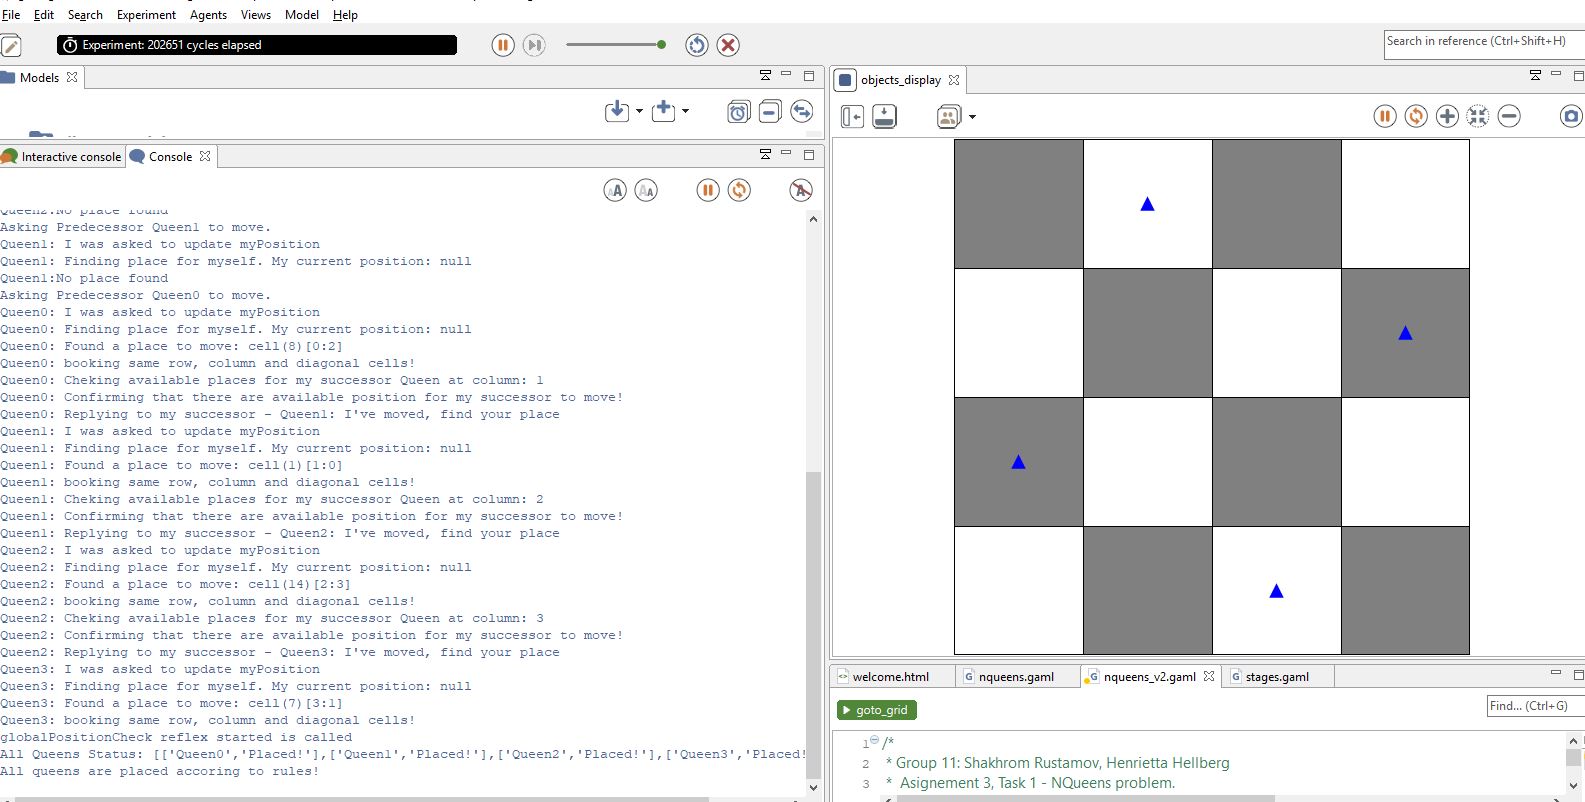 File Edit Search Experiment Agents Views Model Help
Experiment: 202651 cycles elapsed
Search in reference (Ctrl+Shift+H)
Models
objects_display
Interactive console
Console
Queen2:No place found
Asking Predecessor Queen1 to move.
Queen1: I was asked to update myPosition
Queen1: Finding place for myself. My current position: null
Queen1:No place found
Asking Predecessor Queen0 to move.
Queen0: I was asked to update myPosition
Queen0: Finding place for myself. My current position: null
Queen0: Found a place to move: cell(8)[0:2]
Queen0: booking same row, column and diagonal cells!
Queen0: Cheking available places for my successor Queen at column: 1
Queen0: Confirming that there are available position for my successor to move!
Queen0: Replying to my successor - Queen1: I've moved, find your place
Queen1: I was asked to update myPosition
Queen1: Finding place for myself. My current position: null
Queen1: Found a place to move: cell(1)[1:0]
Queen1: booking same row, column and diagonal cells!
Queen1: Cheking available places for my successor Queen at column: 2
Queen1: Confirming that there are available position for my successor to move!
Queen1: Replying to my successor - Queen2: I've moved, find your place
Queen2: I was asked to update myPosition
Queen2: Finding place for myself. My current position: null
Queen2: Found a place to move: cell(14)[2:3]
Queen2: booking same row, column and diagonal cells!
Queen2: Cheking available places for my successor Queen at column: 3
Queen2: Confirming that there are available position for my successor to move!
Queen2: Replying to my successor - Queen3: I've moved, find your place
Queen3: I was asked to update myPosition
Queen3: Finding place for myself. My current position: null
Queen3: Found a place to move: cell(7)[3:1]
Queen3: booking same row, column and diagonal cells!
globalPositionCheck reflex started is called
All Queens Status: [['Queen0','Placed!'],['Queen1','Placed!'],['Queen2','Placed!'],['Queen3','Placed!
All queens are placed accoring to rules!
welcome.html
nqueens.gaml
nqueens_v2.gaml
stages.gaml
goto_grid
Find... (Ctrl+G)
1 /*
2 * Group 11: Shakhrom Rustamov, Henrietta Hellberg
3 * Asignement 3, Task 1 - NQueens problem.